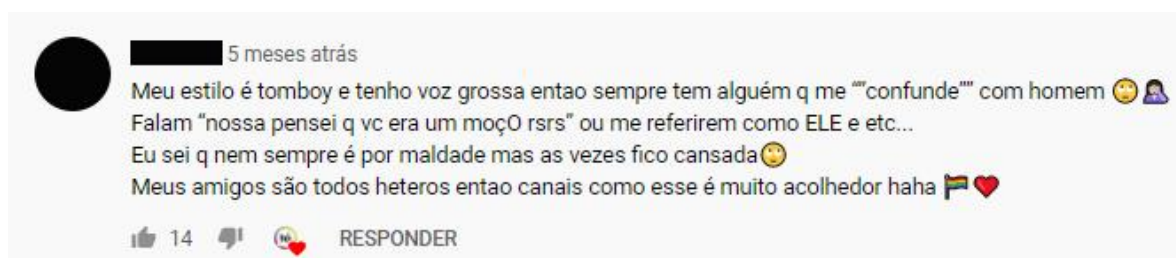 5 meses atrás
Meu estilo é tomboy e tenho voz grossa entao sempre tem alguém q me ""confunde"" com homem 🙄🤦🏻‍♀️
Falam “nossa pensei q vc era um moçO rsrs” ou me referirem como ELE e etc...
Eu sei q nem sempre é por maldade mas as vezes fico cansada🙄
Meus amigos são todos heteros entao canais como esse é muito acolhedor haha 🏳️‍🌈❤️
14 RESPONDER